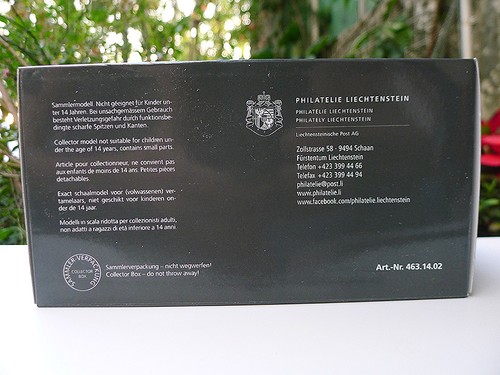 Sammlermodell. Nicht geeignet für Kinder un-
ter 14 Jahren. Bei unsachgemässem Gebrauch
besteht Verletzungsgefahr durch funktionsbe-
dingte scharfe Spitzen und Kanten.
Collector model not suitable for children un-
der the age of 14 years, contains small parts.
Article pour collectionneur, ne convient pas
aux enfants de moins de 14 ans. Petites pièces
détachables.
Exact schaalmodel voor (volwassenen) ver-
zamelaars, niet geschikt voor kinderen on-
der de 14 jaar.
Modelli in scala ridotta per collezionisti adulti,
non adatti a ragazzi di età inferiore a 14 anni.
SAMMLER-VERPACKUNG
COLLECTOR
BOX
Sammlerverpackung – nicht wegwerfen!
Collector Box – do not throw away!
PHILATELIE LIECHTENSTEIN
PHILATÉLIE LIECHTENSTEIN
PHILATELY LIECHTENSTEIN
Liechtensteinische Post AG
Zollstrasse 58 · 9494 Schaan
Fürstentum Liechtenstein
Telefon +423 399 44 66
Telefax +423 399 44 94
philatelie@post.li
www.philatelie.li
www.facebook.com/philatelie.liechtenstein
Art.-Nr. 463.14.02